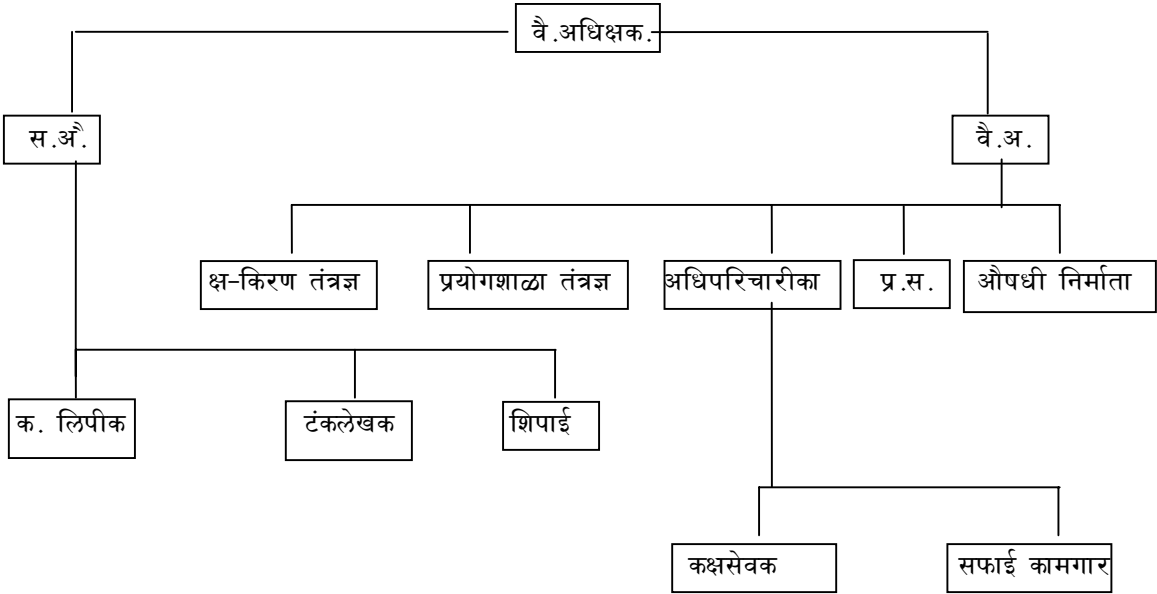 वै.अधिक्षक.
स.अै.
वै.अ.
क्ष-किरण तंत्रज्ञ
प्रयोगशाळा तंत्रज्ञ
अधिपरिचारीका
प्र.स.
औषधी निर्माता
क. लिपीक
टंकलेखक
शिपाई
कक्षसेवक
सफाई कामगार